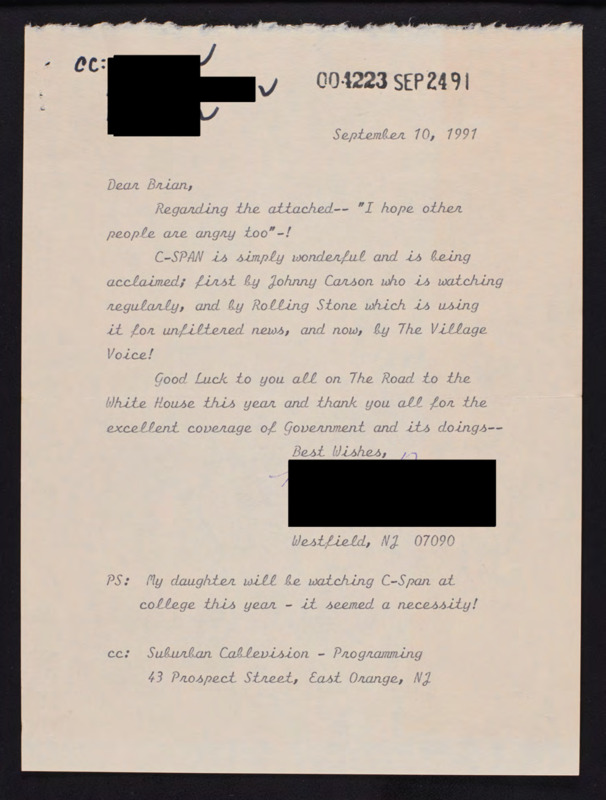 cc:
004223 SEP 24 91
September 10, 1991
Dear Brian,
Regarding the attached-- "I hope other
people are angry too"-!
C-SPAN is simply wonderful and is being
acclaimed; first by Johnny Carson who is watching
regularly, and by Rolling Stone which is using
it for unfiltered news, and now, by The Village
Voice!
Good Luck to you all on The Road to the
White House this year and thank you all for the
excellent coverage of Government and its doings--
Best Wishes,
Westfield, NJ 07090
PS: My daughter will be watching C-Span at
college this year - it seemed a necessity!
cc: Suburban Cablevision - Programming
43 Prospect Street, East Orange, NJ